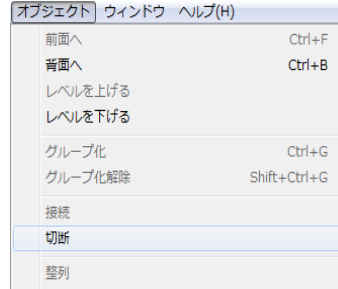 オブジェクト ウィンドウ ヘルプ(H)
前面へ Ctrl+F
背面へ Ctrl+B
レベルを上げる
レベルを下げる
グループ化 Ctrl+G
グループ化解除 Shift+Ctrl+G
接続
切断
整列